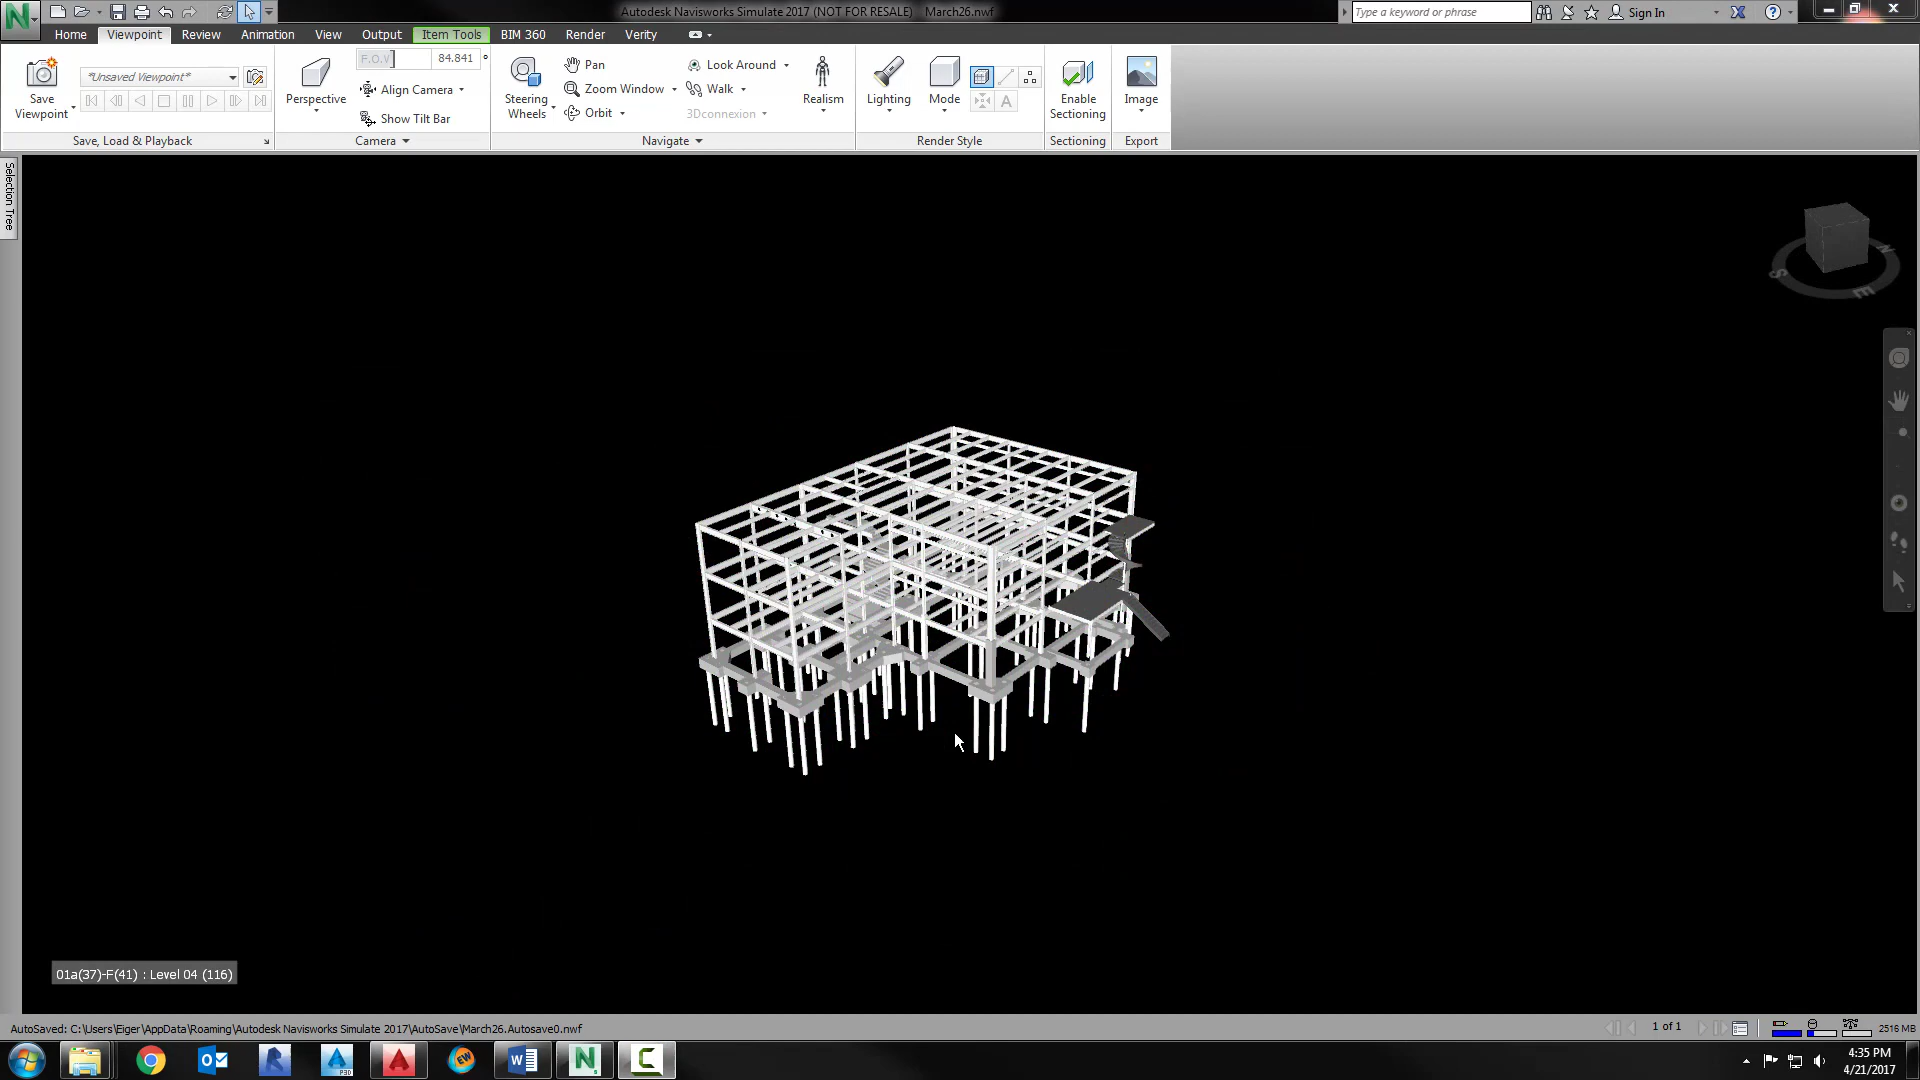 Autodesk Navisworks Simulate 2017 (NOT FOR RESALE) March26.nwf
Type a keyword or phrase
Sign In
Home Viewpoint Review Animation View Output Item Tools BIM 360 Render Verity
Save Viewpoint
*Unsaved Viewpoint*
Perspective
F.O.V 84.841 °
Align Camera
Show Tilt Bar
Steering Wheels
Pan
Zoom Window
Orbit
Look Around
Walk
3Dconnexion
Realism
Lighting
Mode
A
Enable Sectioning
Image
Save, Load & Playback
Camera
Navigate
Render Style
Sectioning
Export
Selection Tree
S N E
01a(37)-F(41) : Level 04 (116)
AutoSaved: C:\Users\Eiger\AppData\Roaming\Autodesk Navisworks Simulate 2017\AutoSave\March26.Autosave0.nwf
1 of 1
2516 MB
4:35 PM
4/21/2017